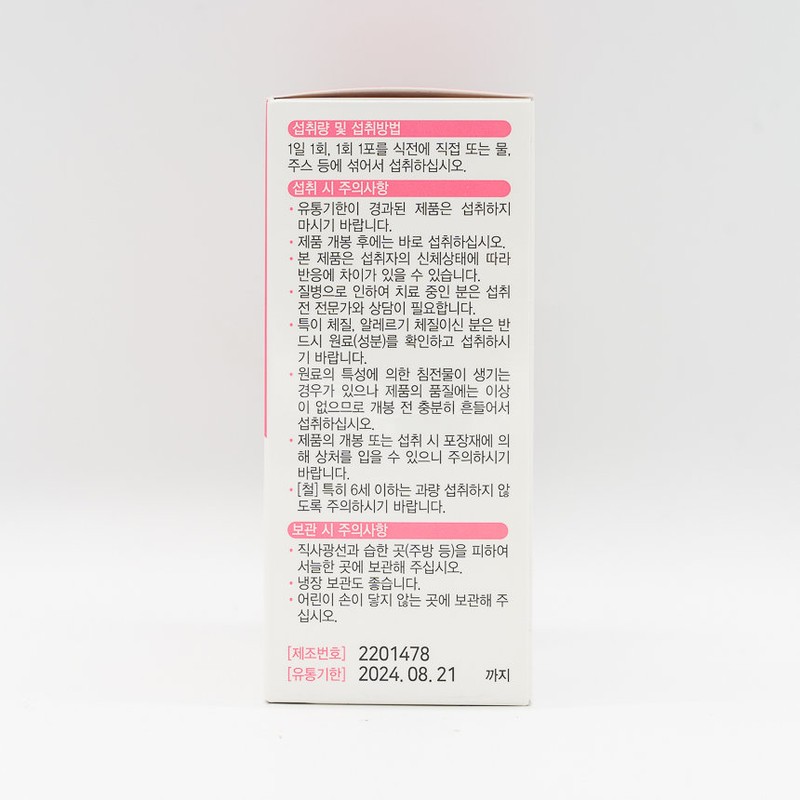 섭취량 및 섭취방법
1일 1회, 1회 1포를 식전에 직접 또는 물,
주스 등에 섞어서 섭취하십시오.
섭취 시 주의사항
· 유통기한이 경과된 제품은 섭취하지
마시기 바랍니다.
· 제품 개봉 후에는 바로 섭취하십시오.
· 본 제품은 섭취자의 신체상태에 따라
반응에 차이가 있을 수 있습니다.
· 질병으로 인하여 치료 중인 분은 섭취
전 전문가와 상담이 필요합니다.
· 특이 체질, 알레르기 체질이신 분은 반
드시 원료(성분)를 확인하고 섭취하시
기 바랍니다.
· 원료의 특성에 의한 침전물이 생기는
경우가 있으나 제품의 품질에는 이상
이 없으므로 개봉 전 충분히 흔들어서
섭취하십시오.
· 제품의 개봉 또는 섭취 시 포장재에 의
해 상처를 입을 수 있으니 주의하시기
바랍니다.
· [철] 특히 6세 이하는 과량 섭취하지 않
도록 주의하시기 바랍니다.
보관 시 주의사항
· 직사광선과 습한 곳(주방 등)을 피하여
서늘한 곳에 보관해 주십시오.
· 냉장 보관도 좋습니다.
· 어린이 손이 닿지 않는 곳에 보관해 주
십시오.
[제조번호] 2201478
[유통기한] 2024. 08. 21 까지